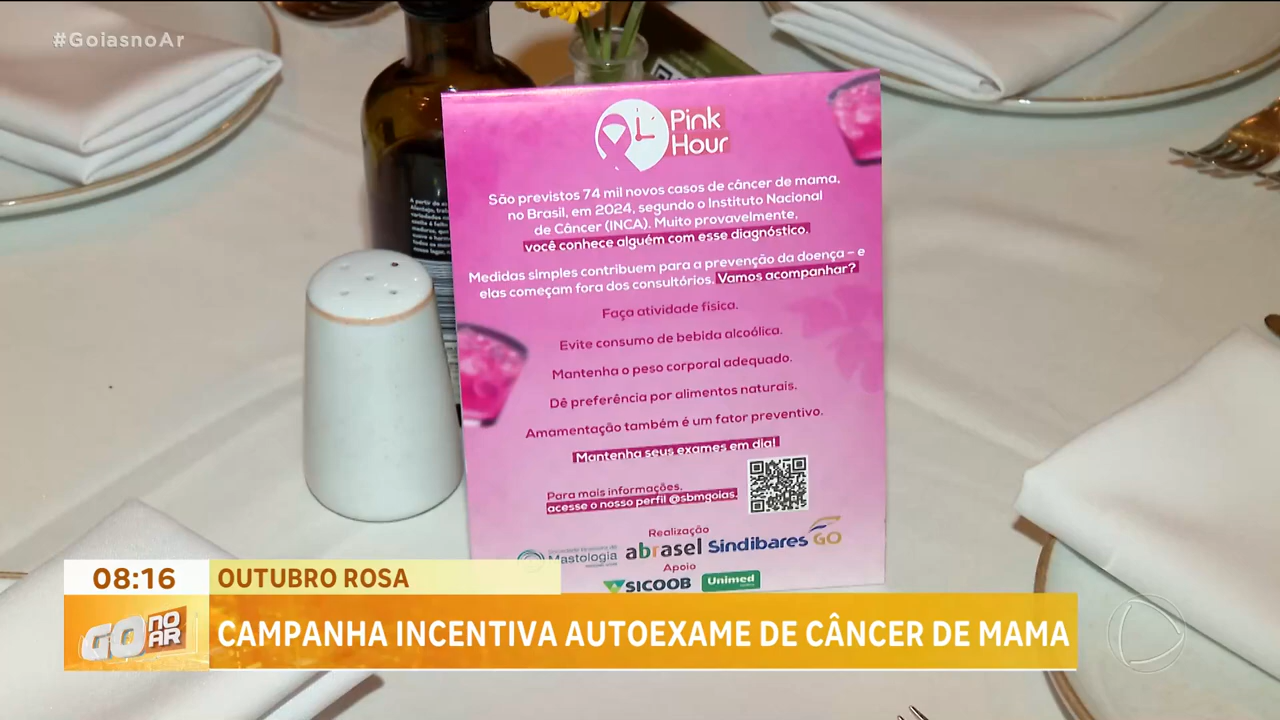 #GoiasnoAr
Pink
Hour
São previstos 74 mil novos casos de câncer de mama,
no Brasil, em 2024, segundo o Instituto Nacional
de Câncer (INCA). Muito provavelmente,
você conhece alguém com esse diagnóstico.
Medidas simples contribuem para a prevenção da doença – e
elas começam fora dos consultórios. Vamos acompanhar?
Faça atividade física.
Evite consumo de bebida alcoólica.
Mantenha o peso corporal adequado.
Dê preferência por alimentos naturais.
Amamentação também é um fator preventivo.
Mantenha seus exames em dia!
Para mais informações,
acesse o nosso perfil @sbmgoias.
Realização
Mastologia abrasel Sindibares GO
Apoio
SICOOB Unimed
08:16 OUTUBRO ROSA
GO NO AR
CAMPANHA INCENTIVA AUTOEXAME DE CÂNCER DE MAMA